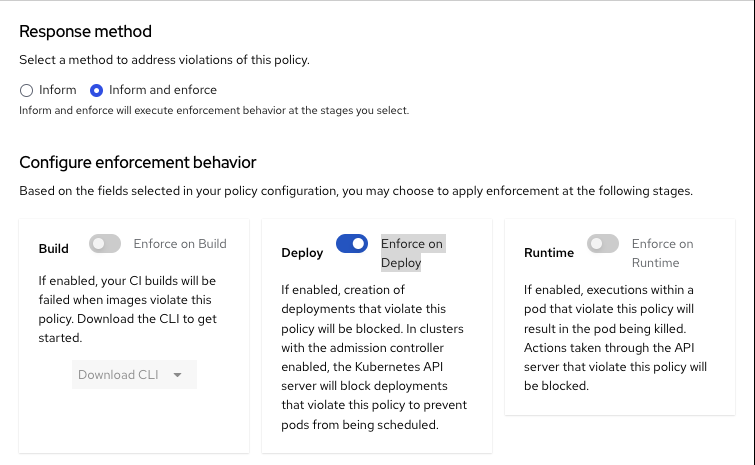 Response method
Select a method to address violations of this policy.
Inform
Inform and enforce
Inform and enforce will execute enforcement behavior at the stages you select.
Configure enforcement behavior
Based on the fields selected in your policy configuration, you may choose to apply enforcement at the following stages.
Build
Enforce on Build
If enabled, your CI builds will be
failed when images violate this
policy. Download the CLI to get
started.
Download CLI
Deploy
Enforce on
Deploy
If enabled, creation of
deployments that violate this
policy will be blocked. In clusters
with the admission controller
enabled, the Kubernetes API
server will block deployments
that violate this policy to prevent
pods from being scheduled.
Runtime
Enforce on
Runtime
If enabled, executions within a
pod that violate this policy will
result in the pod being killed.
Actions taken through the API
server that violate this policy will
be blocked.